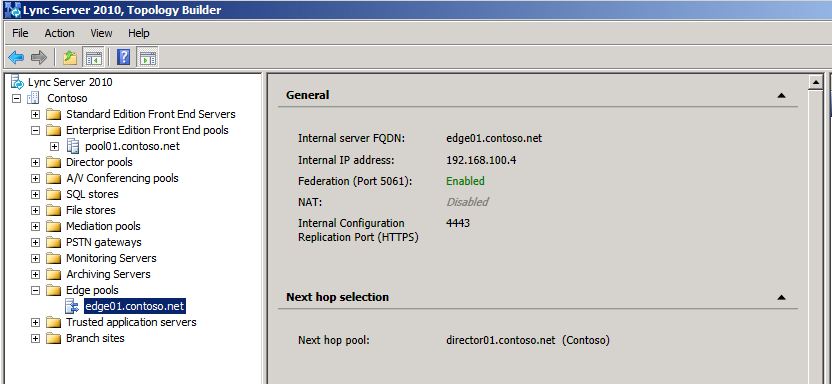 Lync Server 2010, Topology Builder
File Action View Help
Lync Server 2010
Contoso
Standard Edition Front End Servers
Enterprise Edition Front End pools
pool01.contoso.net
Director pools
A/V Conferencing pools
SQL stores
File stores
Mediation pools
PSTN gateways
Monitoring Servers
Archiving Servers
Edge pools
edge01.contoso.net
Trusted application servers
Branch sites
General
Internal server FQDN: edge01.contoso.net
Internal IP address: 192.168.100.4
Federation (Port 5061): Enabled
NAT: Disabled
Internal Configuration 4443
Replication Port (HTTPS)
Next hop selection
Next hop pool: director01.contoso.net (Contoso)